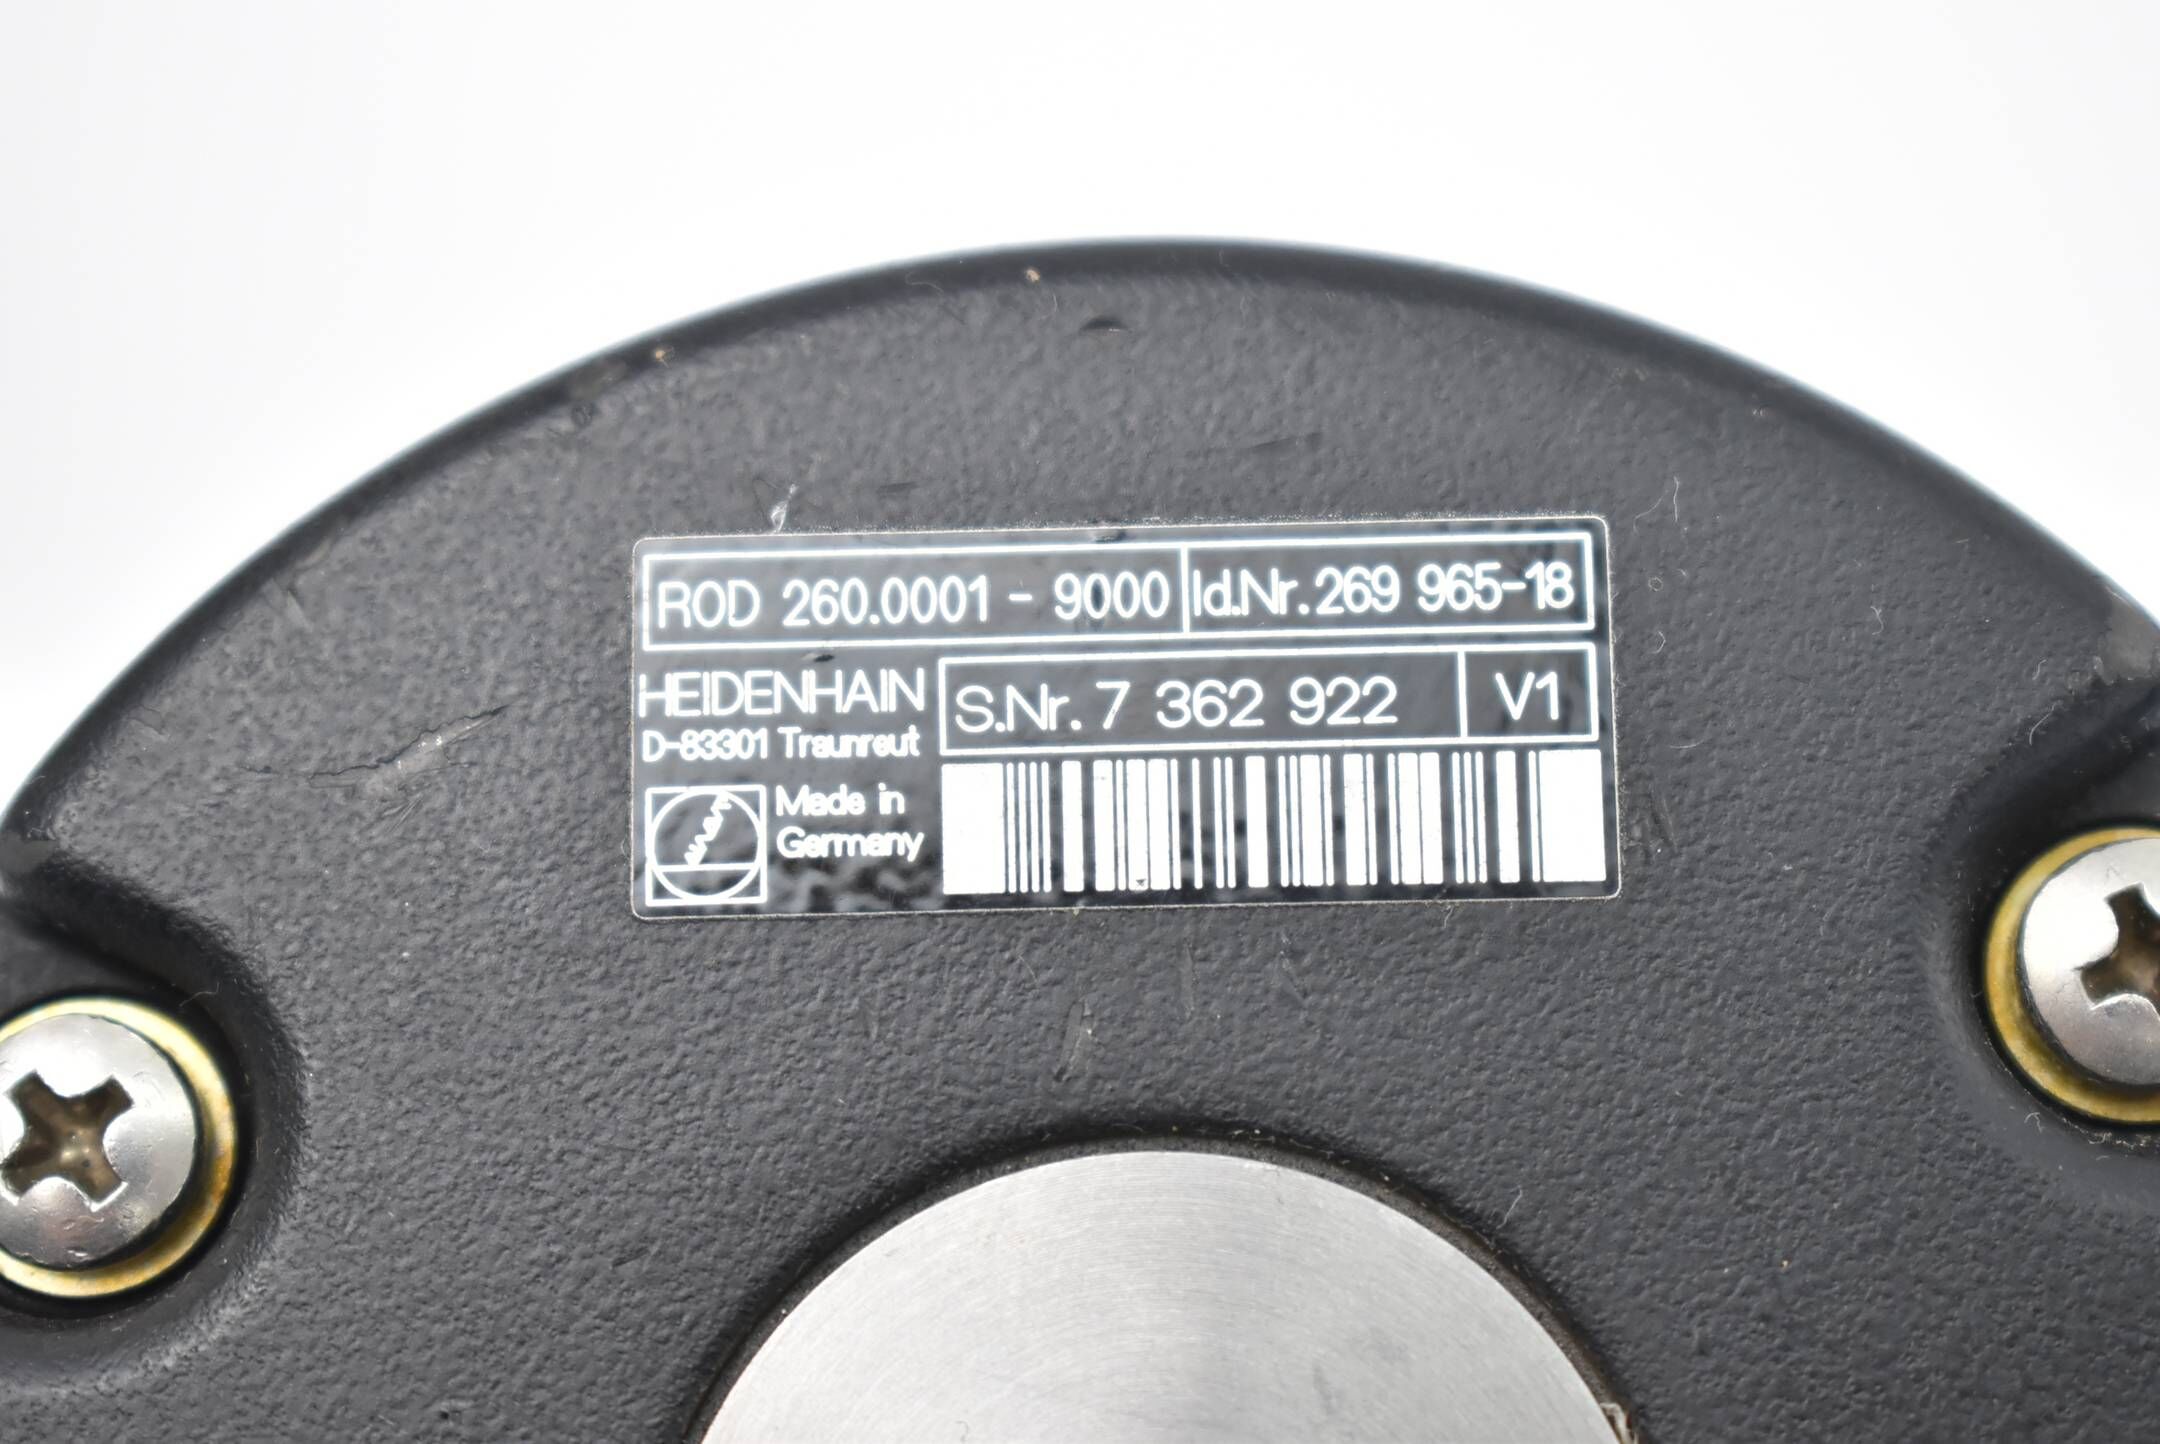 ROD 260.0001 - 9000 Id.Nr. 269 965-18
HEIDENHAIN
D-83301 Traunreut
S.Nr. 7 362 922 V1
Made in
Germany